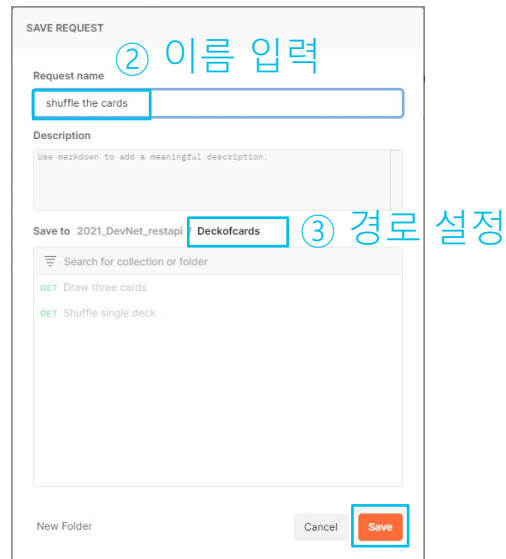 SAVE REQUEST
② 이름 입력
Request name
shuffle the cards
Description
Use markdown to add a meaningful description.
Save to 2021_DevNet_restapi / Deckofcards
③ 경로 설정
Search for collection or folder
GET Draw three cards
GET Shuffle single deck
New Folder
Cancel
Save